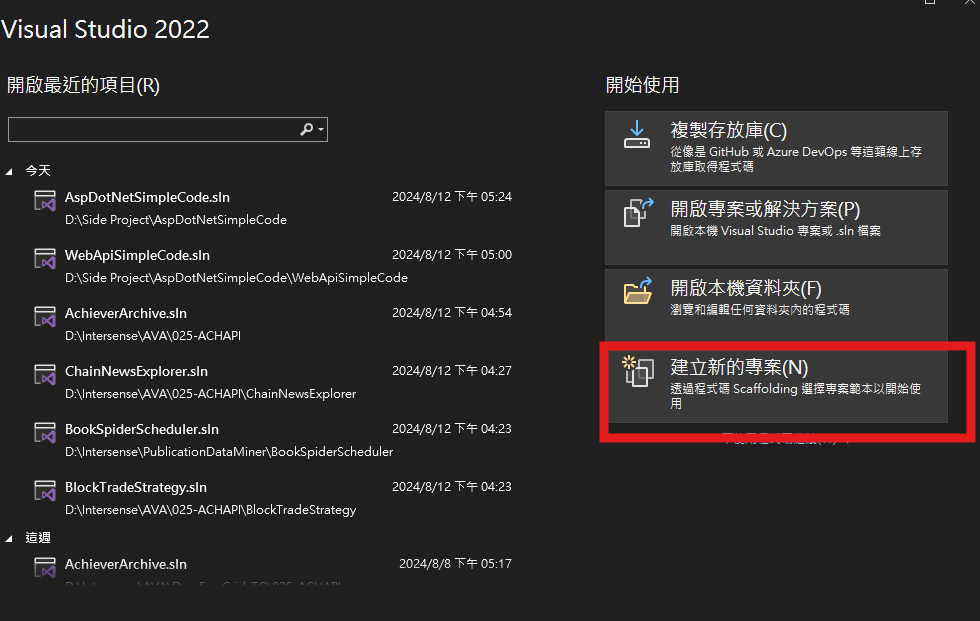 Visual Studio 2022
開啟最近的項目(R)
今天
AspDotNetSimpleCode.sln 2024/8/12 下午 05:24
D:\Side Project\AspDotNetSimpleCode
WebApiSimpleCode.sln 2024/8/12 下午 05:00
D:\Side Project\AspDotNetSimpleCode\WebApiSimpleCode
AchieverArchive.sln 2024/8/12 下午 04:54
D:\Intersense\AVA\025-ACHAPI
ChainNewsExplorer.sln 2024/8/12 下午 04:27
D:\Intersense\AVA\025-ACHAPI\ChainNewsExplorer
BookSpiderScheduler.sln 2024/8/12 下午 04:23
D:\Intersense\PublicationDataMiner\BookSpiderScheduler
BlockTradeStrategy.sln 2024/8/12 下午 04:23
D:\Intersense\AVA\025-ACHAPI\BlockTradeStrategy
這週
AchieverArchive.sln 2024/8/8 下午 05:17
開始使用
複製存放庫(C)
從像是 GitHub 或 Azure DevOps 等這類線上存
放庫取得程式碼
開啟專案或解決方案(P)
開啟本機 Visual Studio 專案或 .sln 檔案
開啟本機資料夾(F)
瀏覽和編輯任何資料夾內的程式碼
建立新的專案(N)
透過程式碼 Scaffolding 選擇專案範本以開始使
用